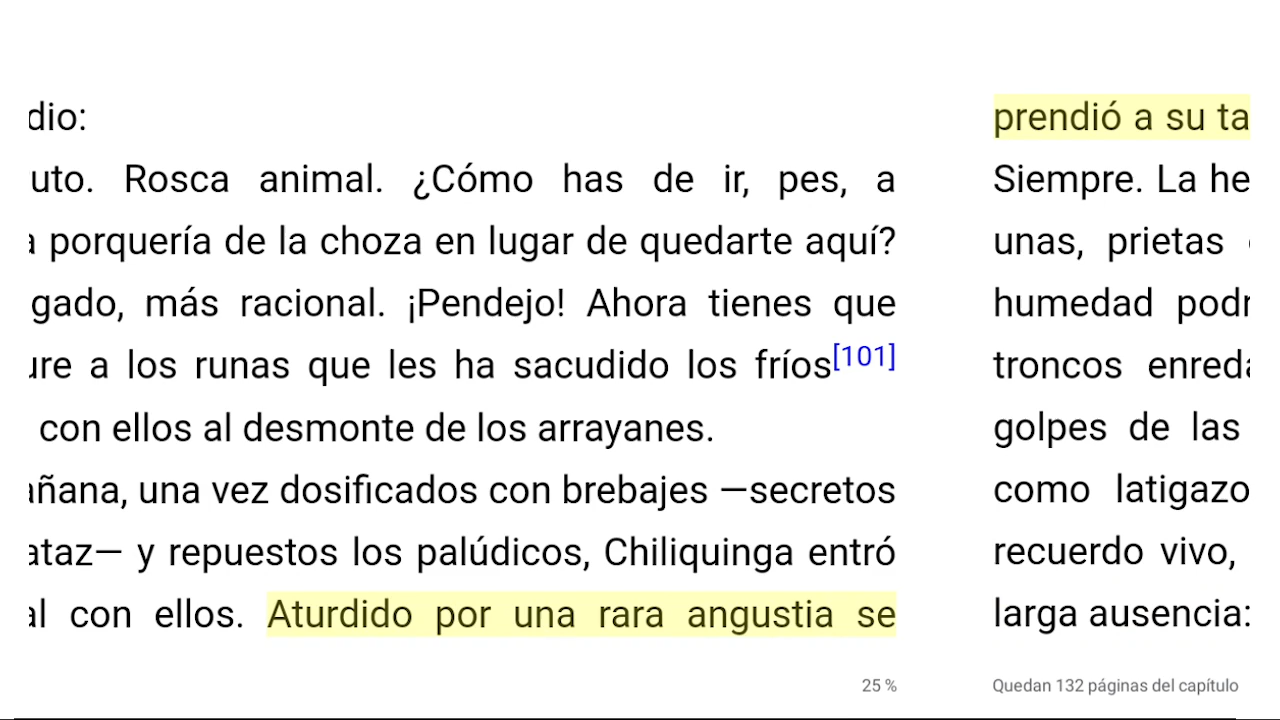 dio:
uto. Rosca animal. ¿Cómo has de ir, pes, a
porquería de la choza en lugar de quedarte aquí?
gado, más racional. ¡Pendejo! Ahora tienes que
a los runas que les ha sacudido los fríos[101]
con ellos al desmonte de los arrayanes.
una vez dosificados con brebajes —secretos
ataz— y repuestos los palúdicos, Chiliquinga entró
al con ellos. Aturdido por una rara angustia se
25 %
prendió a su ta
Siempre. La he
unas, prietas
humedad pod
troncos enred
golpes de las
como latigazo
recuerdo vivo,
larga ausencia:
Quedan 132 páginas del capítulo